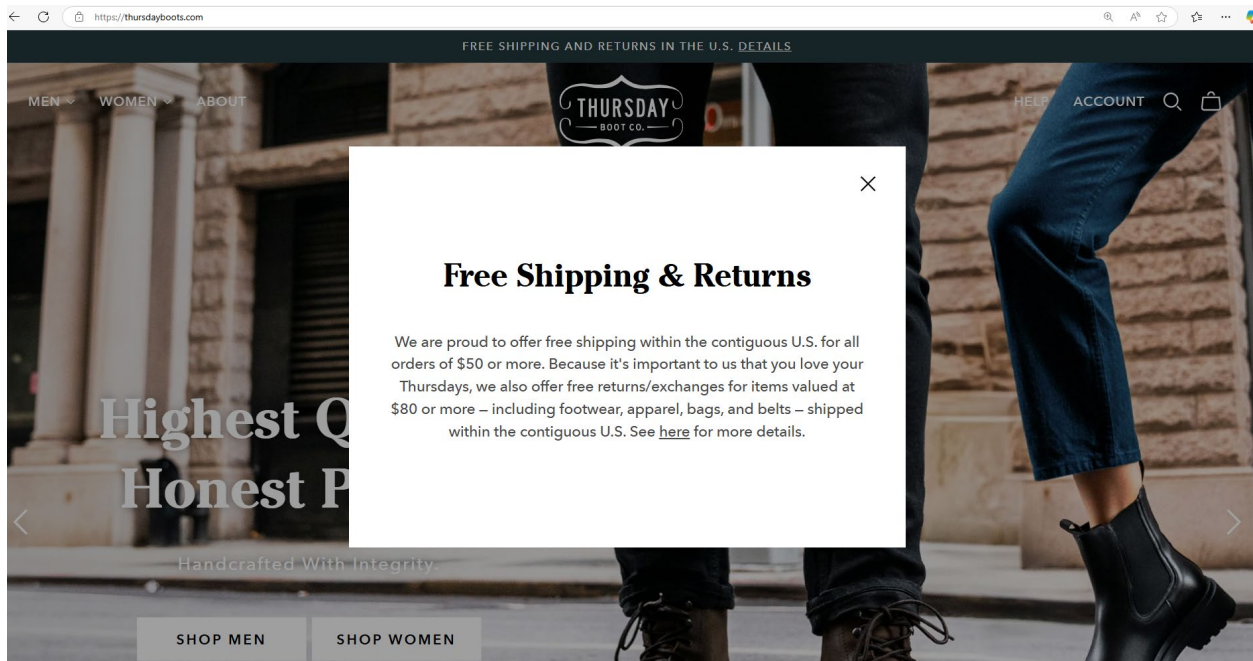 https://thursdayboots.com
FREE SHIPPING AND RETURNS IN THE U.S. DETAILS
MEN WOMEN ABOUT
THURSDAY
BOOT CO.
HELP ACCOUNT
Free Shipping & Returns
We are proud to offer free shipping within the contiguous U.S. for all
orders of $50 or more. Because it's important to us that you love your
Thursdays, we also offer free returns/exchanges for items valued at
$80 or more – including footwear, apparel, bags, and belts – shipped
within the contiguous U.S. See here for more details.
Highest Q
Honest P
Handcrafted With Integrity.
SHOP MEN SHOP WOMEN